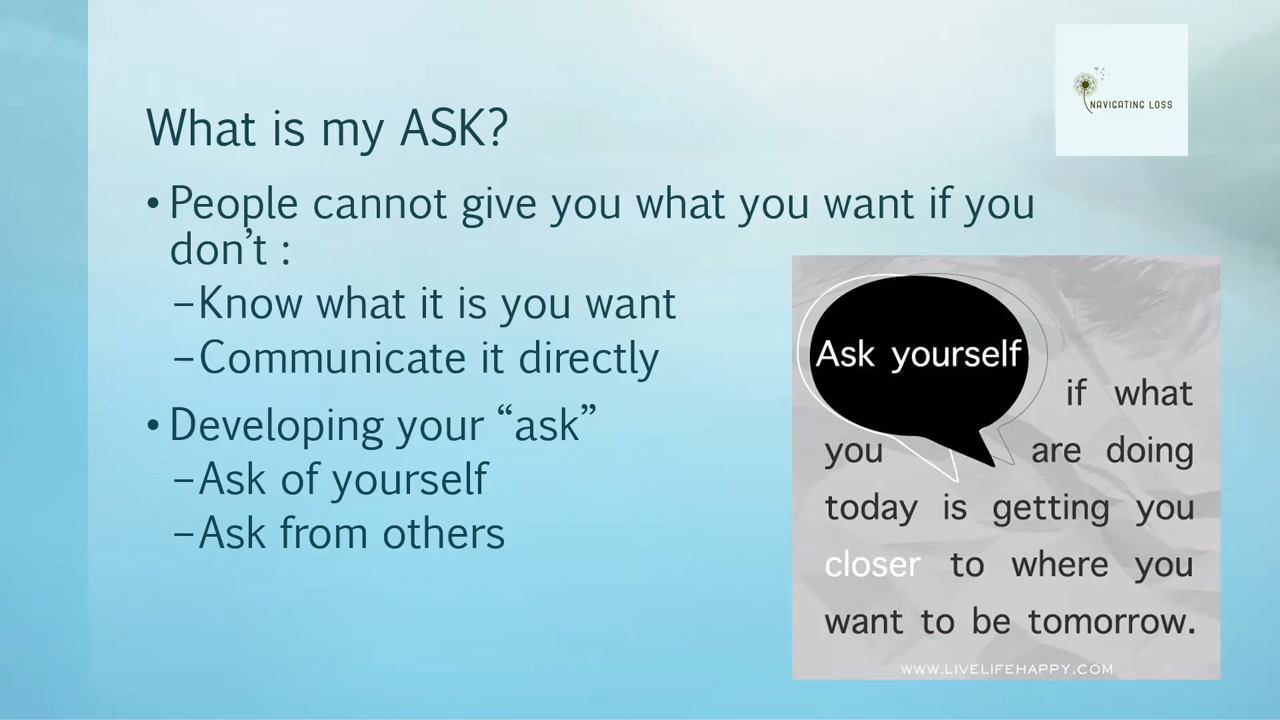 NAVIGATING LOSS
What is my ASK?
• People cannot give you what you want if you
don’t :
–Know what it is you want
–Communicate it directly
• Developing your “ask”
–Ask of yourself
–Ask from others
Ask yourself
if what
you are doing
today is getting you
closer to where you
want to be tomorrow.
WWW.LIVELIFEHAPPY.COM